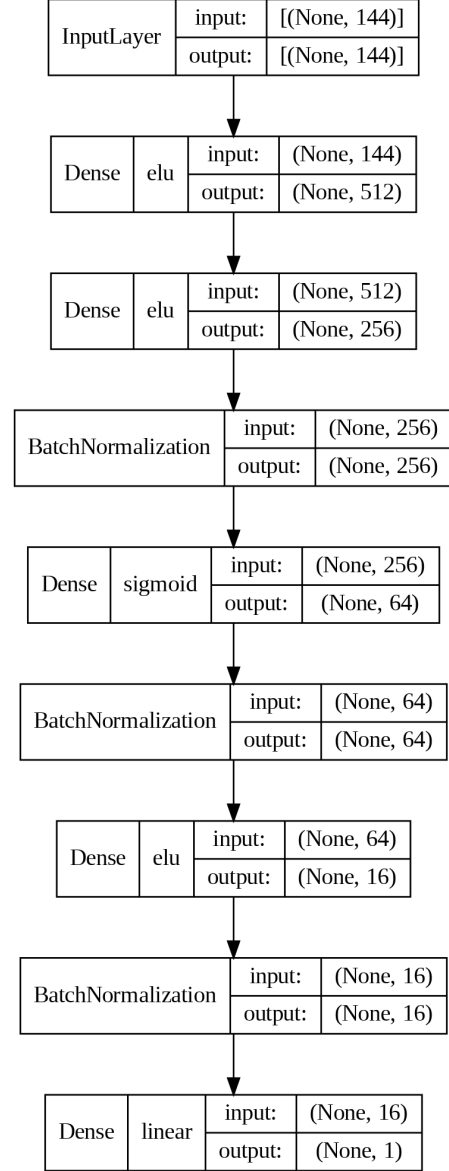 InputLayer
input:
[(None, 144)]
output:
[(None, 144)]
Dense
elu
input:
(None, 144)
output:
(None, 512)
Dense
elu
input:
(None, 512)
output:
(None, 256)
BatchNormalization
input:
(None, 256)
output:
(None, 256)
Dense
sigmoid
input:
(None, 256)
output:
(None, 64)
BatchNormalization
input:
(None, 64)
output:
(None, 64)
Dense
elu
input:
(None, 64)
output:
(None, 16)
BatchNormalization
input:
(None, 16)
output:
(None, 16)
Dense
linear
input:
(None, 16)
output:
(None, 1)